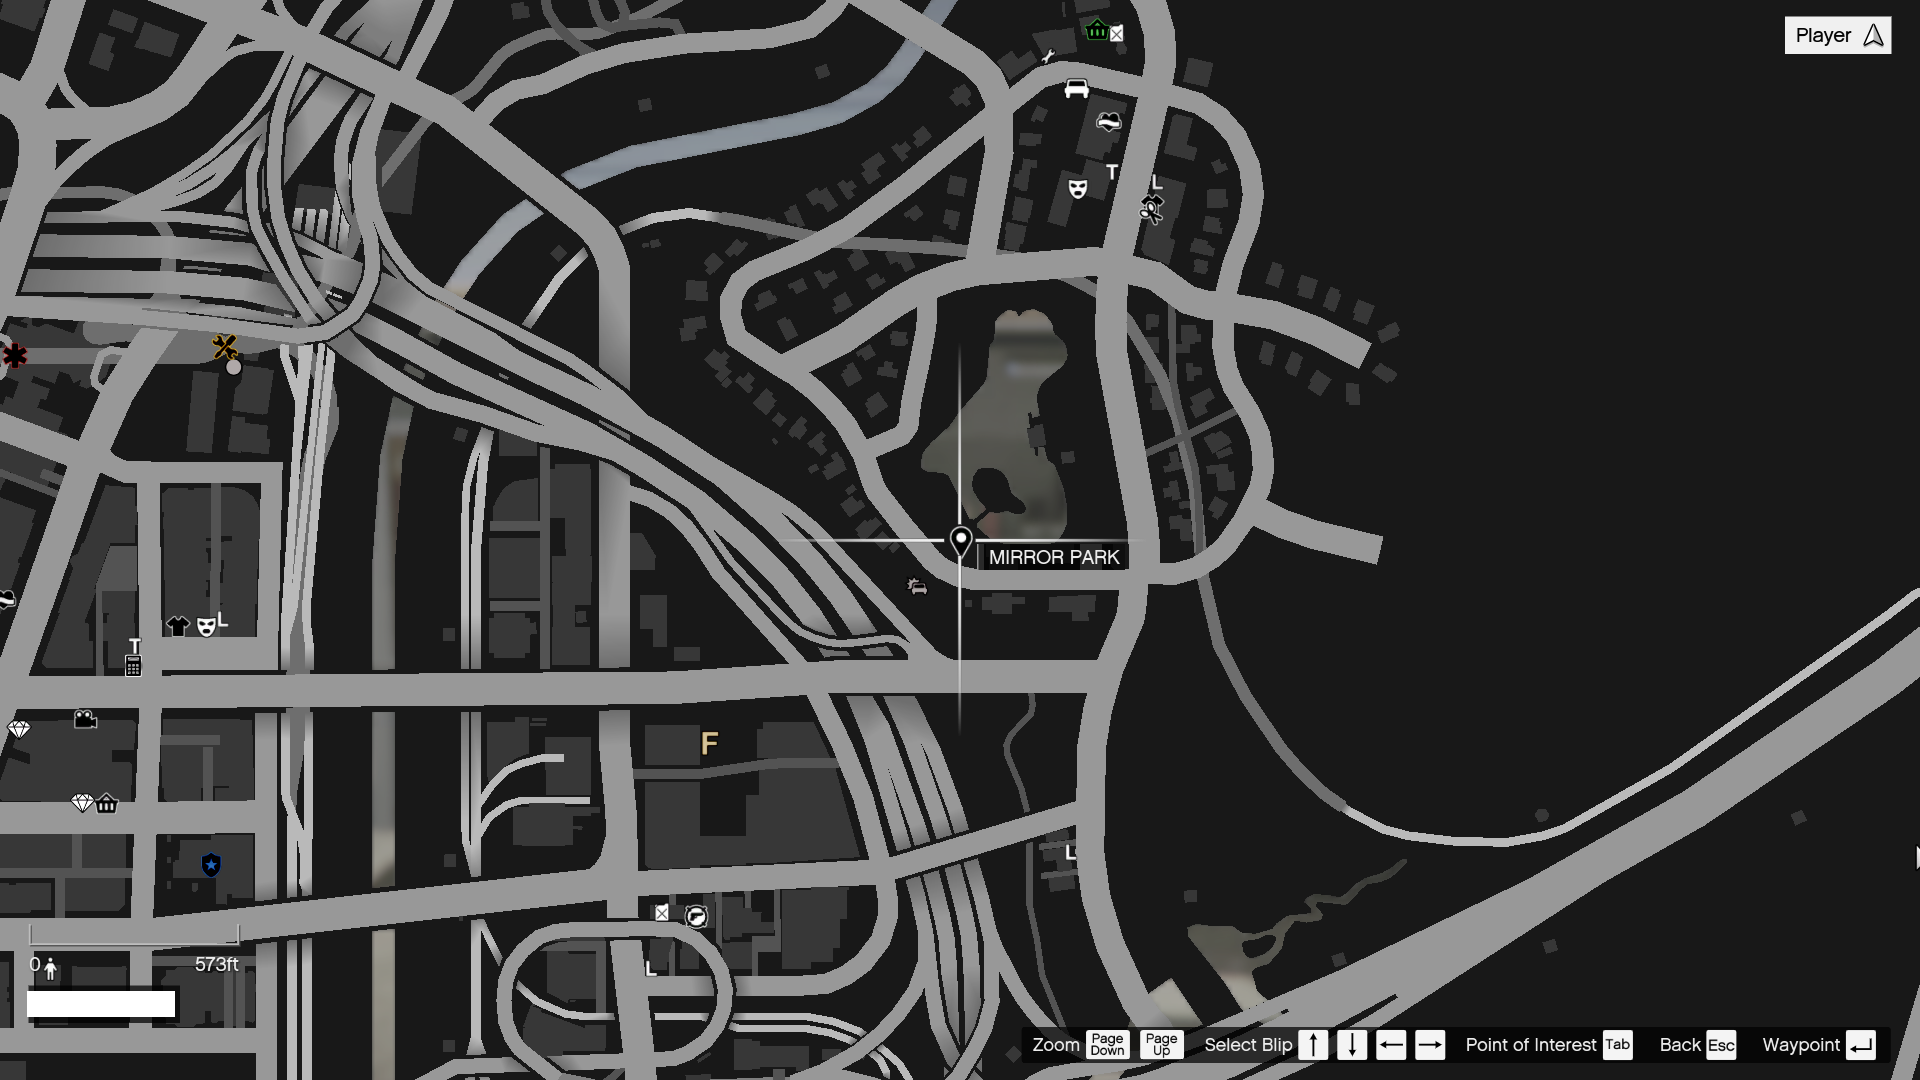 Player
T
L
MIRROR PARK
L
T
F
L
L
0
573ft
Zoom Page Down Page Up Select Blip ↑ ↓ ← → Point of Interest Tab Back Esc Waypoint